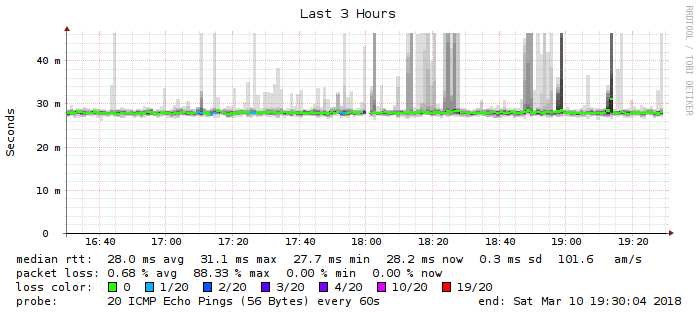 Last 3 Hours
RRDTOOL / TOBI OETIKER
Seconds
40 m
30 m
20 m
10 m
0
16:40 17:00 17:20 17:40 18:00 18:20 18:40 19:00 19:20
median rtt: 28.0 ms avg 31.1 ms max 27.7 ms min 28.2 ms now 0.3 ms sd 101.6 am/s
packet loss: 0.68 % avg 88.33 % max 0.00 % min 0.00 % now
loss color: 0 1/20 2/20 3/20 4/20 10/20 19/20
probe: 20 ICMP Echo Pings (56 Bytes) every 60s end: Sat Mar 10 19:30:04 2018